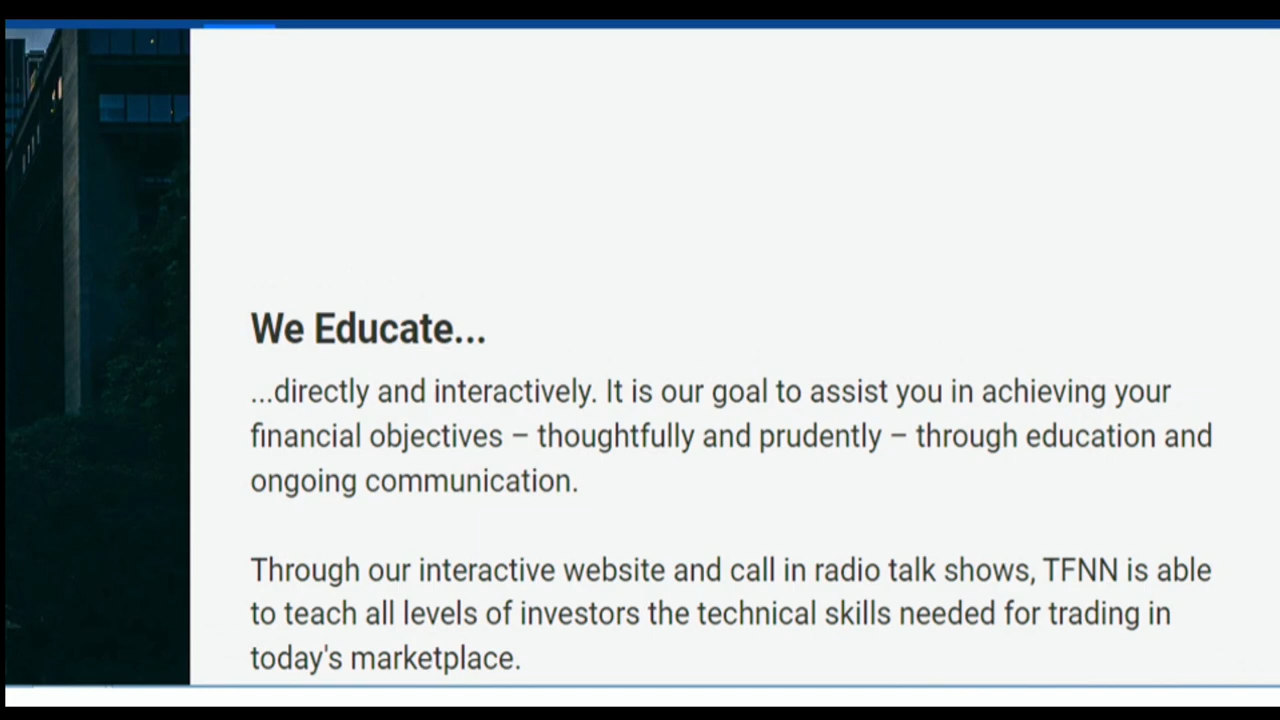 We Educate...
...directly and interactively. It is our goal to assist you in achieving your
financial objectives – thoughtfully and prudently – through education and
ongoing communication.
Through our interactive website and call in radio talk shows, TFNN is able
to teach all levels of investors the technical skills needed for trading in
today's marketplace.